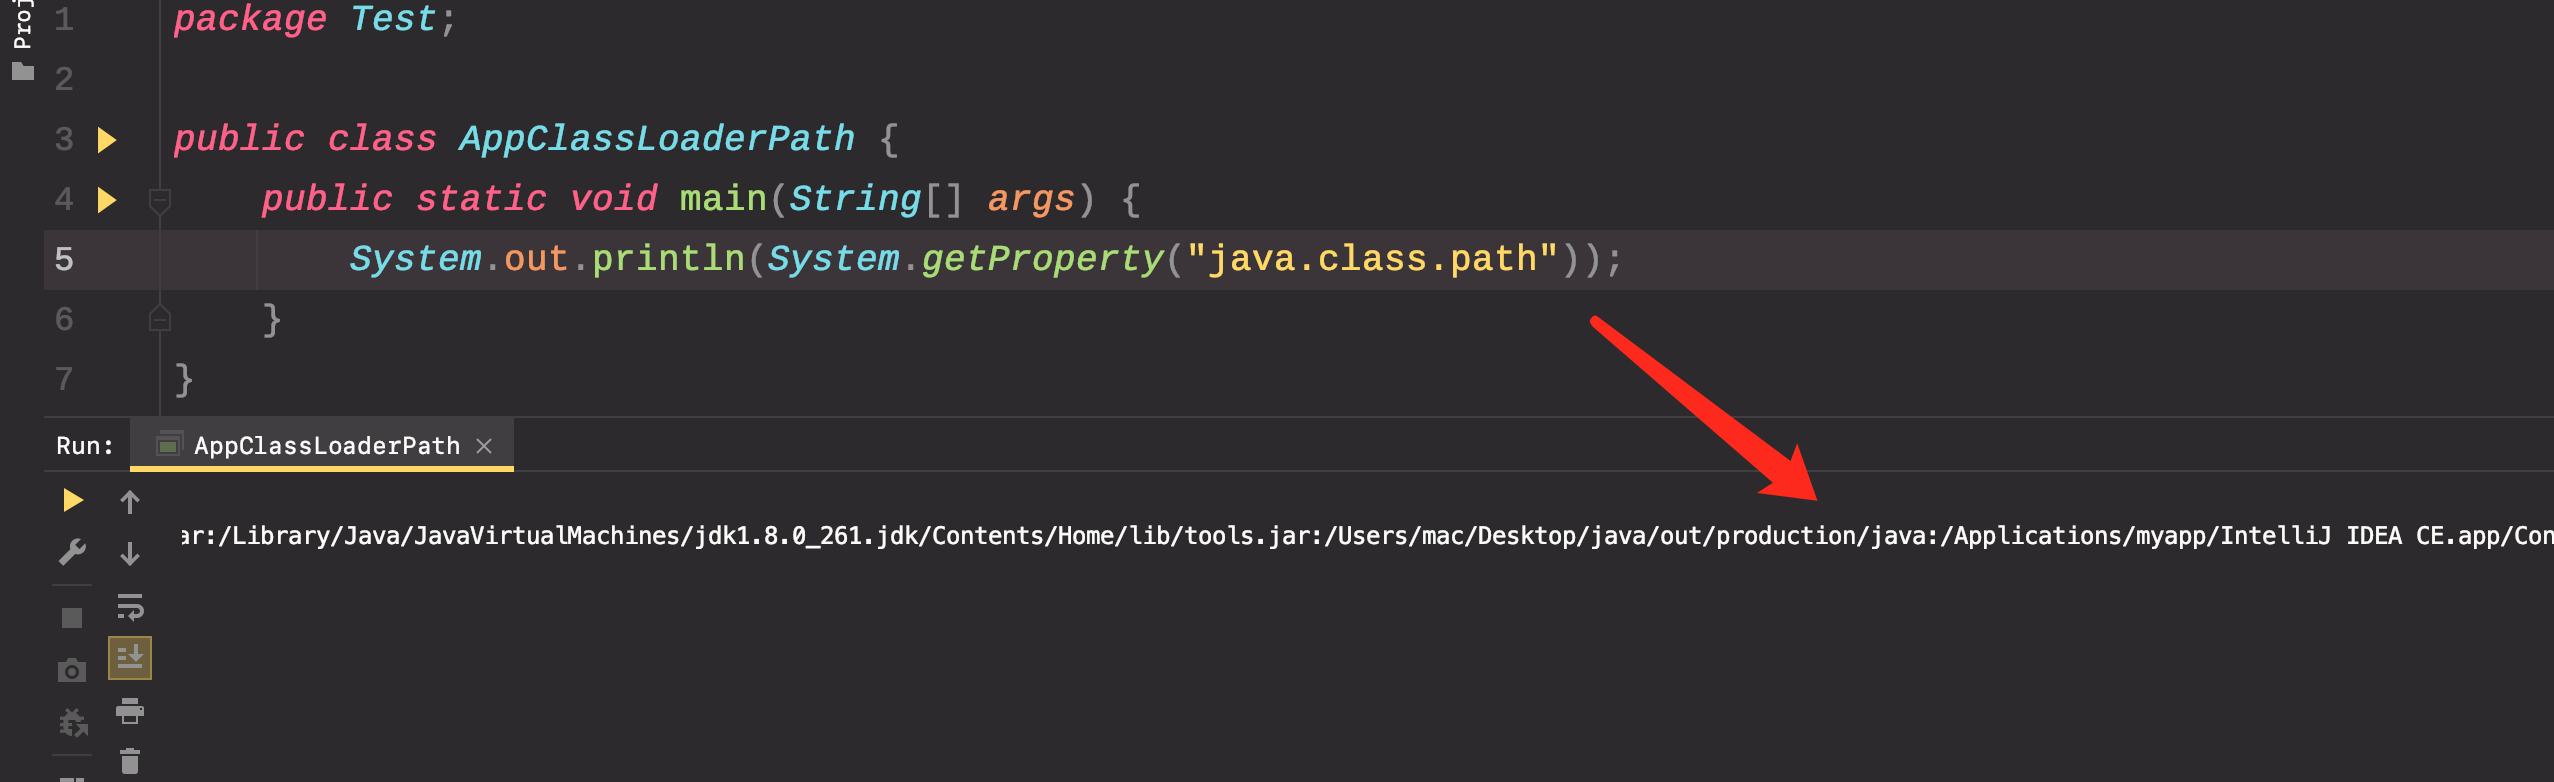 Proj
1 package Test;
2
3 public class AppClassLoaderPath {
4 public static void main(String[] args) {
5 System.out.println(System.getProperty("java.class.path"));
6 }
7 }
Run: AppClassLoaderPath
ar:/Library/Java/JavaVirtualMachines/jdk1.8.0_261.jdk/Contents/Home/lib/tools.jar:/Users/mac/Desktop/java/out/production/java:/Applications/myapp/IntelliJ IDEA CE.app/Con